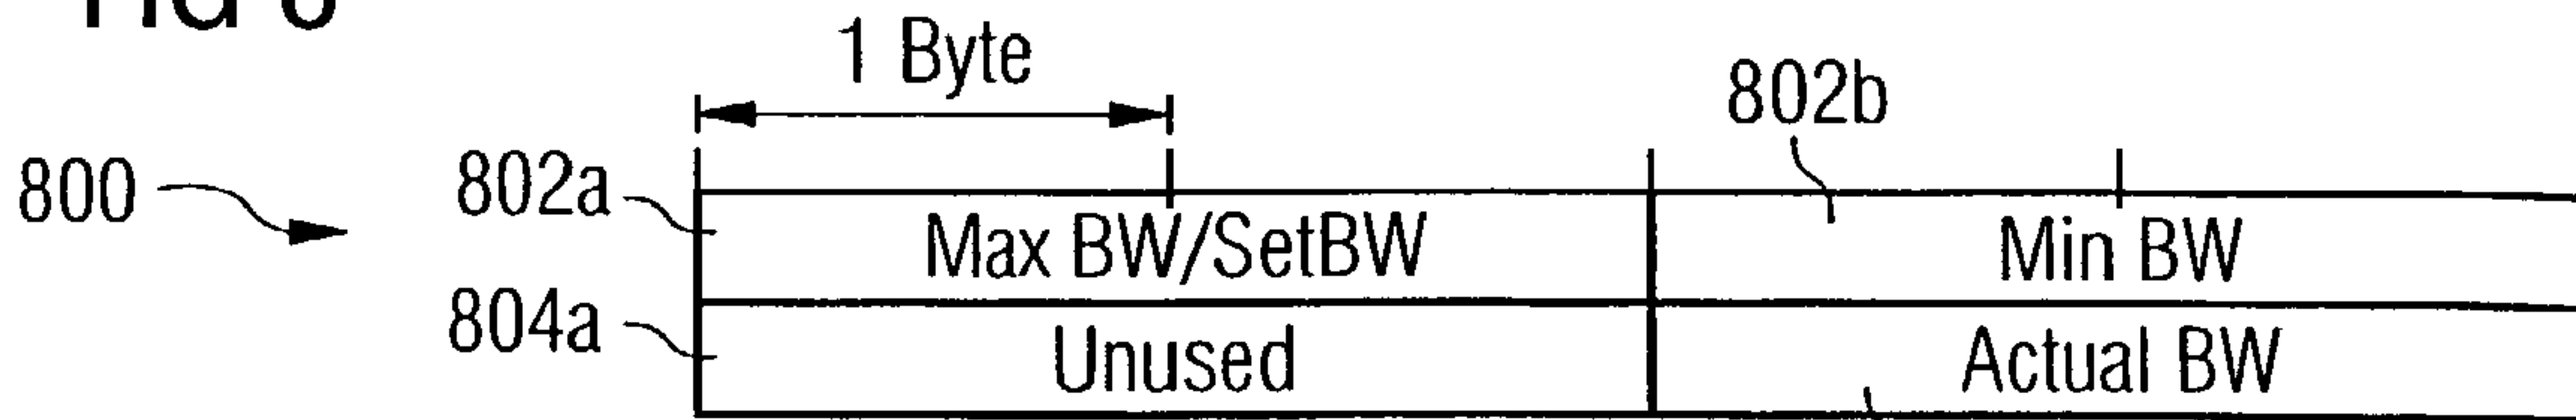 1 Byte
802b
800
802a
Max BW/SetBW
Min BW
804a
Unused
Actual BW